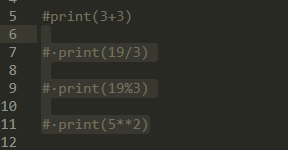 5 #print(3+3)
6
7 # print(19/3)
8
9 # print(19%3)
10
11 # print(5**2)
12